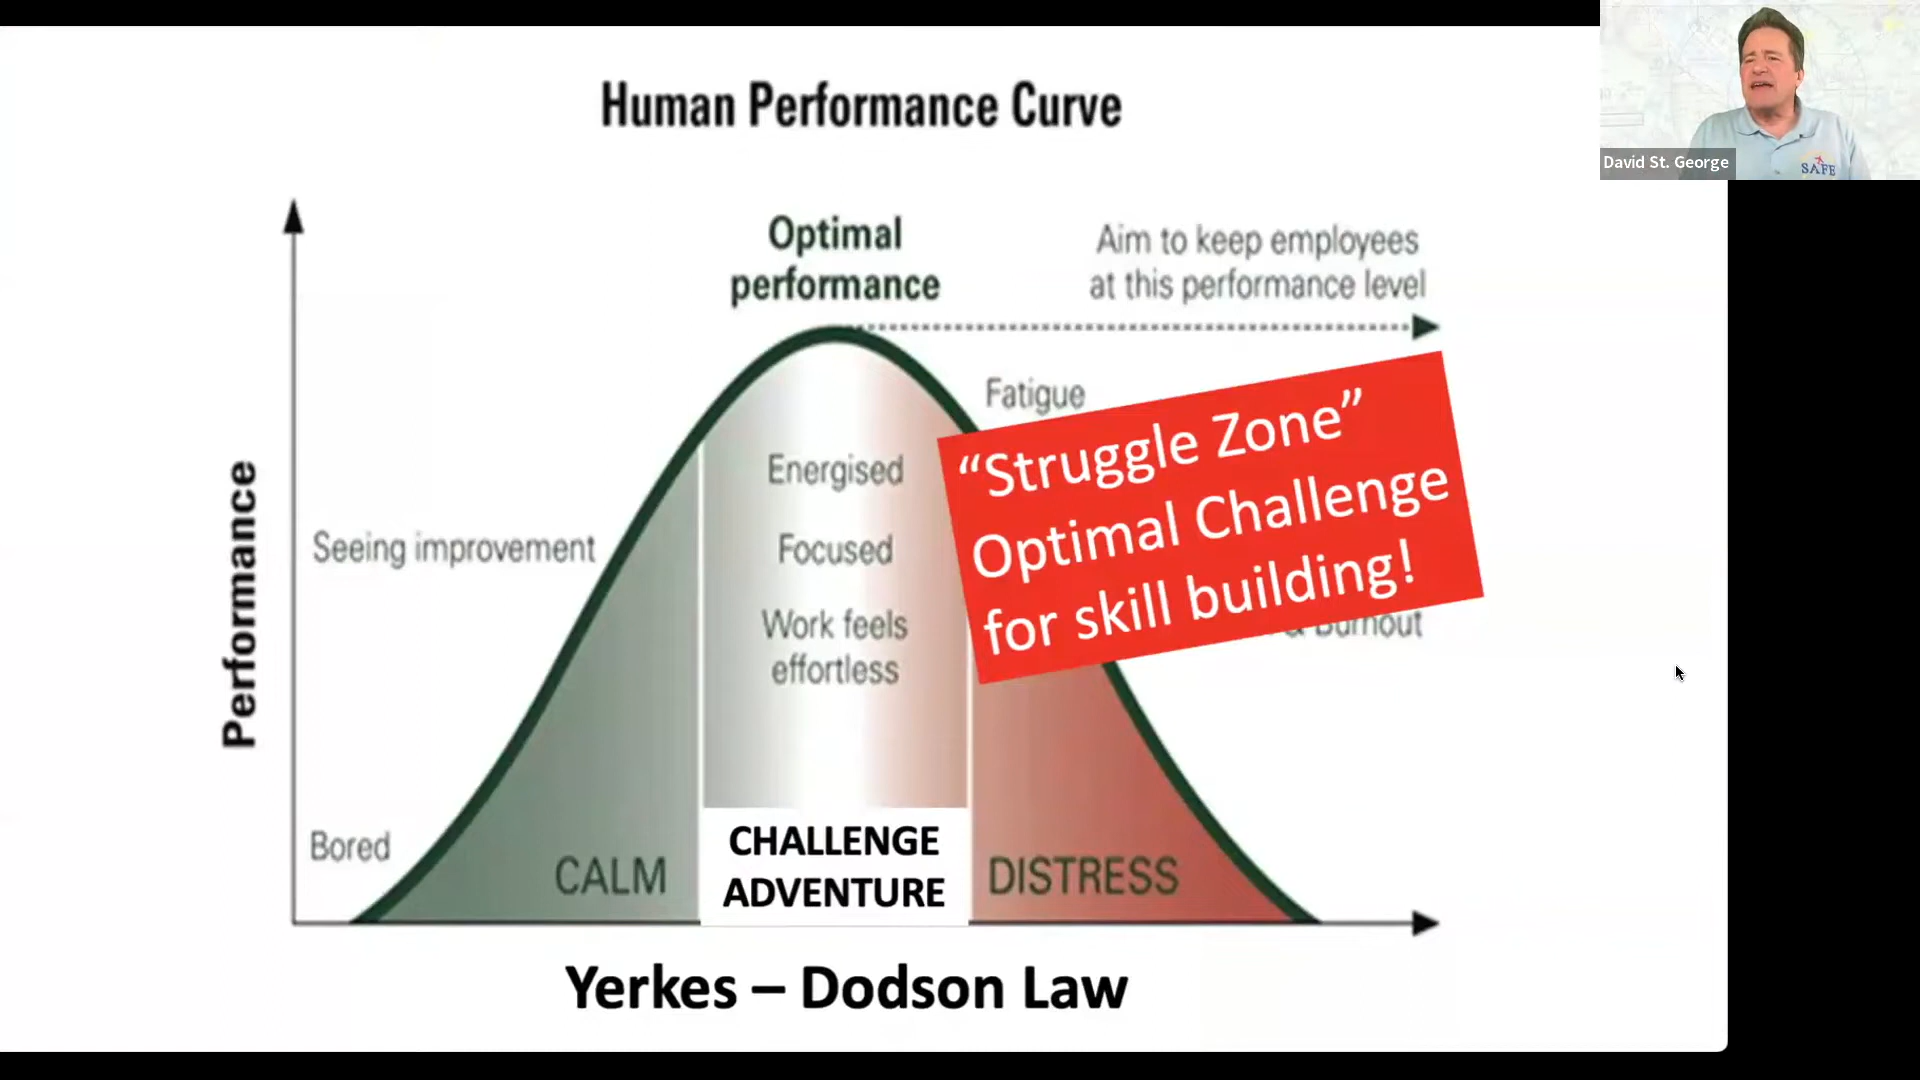 Human Performance Curve
David St. George
SAFE
Optimal
performance
Aim to keep employees
at this performance level
Fatigue
"Struggle Zone"
Optimal Challenge
for skill building!
& Burnout
Energised
Focused
Work feels
effortless
Seeing improvement
Performance
Bored
CALM
CHALLENGE
ADVENTURE
DISTRESS
Yerkes – Dodson Law